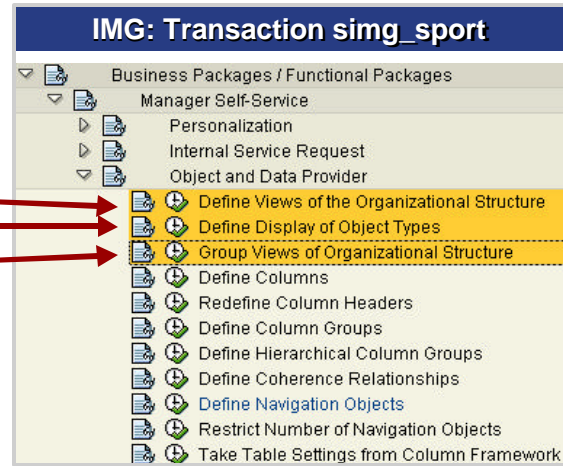 IMG: Transaction simg_sport
Business Packages / Functional Packages
Manager Self-Service
Personalization
Internal Service Request
Object and Data Provider
Define Views of the Organizational Structure
Define Display of Object Types
Group Views of Organizational Structure
Define Columns
Redefine Column Headers
Define Column Groups
Define Hierarchical Column Groups
Define Coherence Relationships
Define Navigation Objects
Restrict Number of Navigation Objects
Take Table Settings from Column Framework